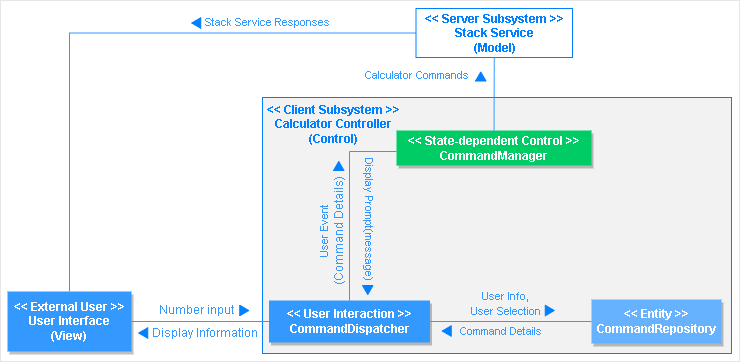 Stack Service Responses
<< Server Subsystem >>
Stack Service
(Model)
Calculator Commands
<< Client Subsystem >>
Calculator Controller
(Control)
<< State-dependent Control >>
CommandManager
User Event
(Command Details)
Display Prompt(message)
<< External User >>
User Interface
(View)
Number input
Display Information
<< User Interaction >>
CommandDispatcher
User Info,
User Selection
Command Details
<< Entity >>
CommandRepository